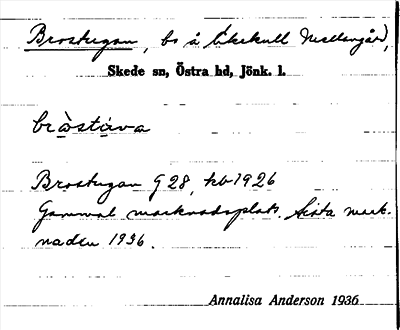 Brostugan, bs å Ekekull Mellangård,
Skede sn, Östra hd, Jönk. l.
bròstùva
Brostugan G 28, kb 1926
Gammal marknadsplats. Sista mark-
naden 1936.
Annalisa Anderson 1936